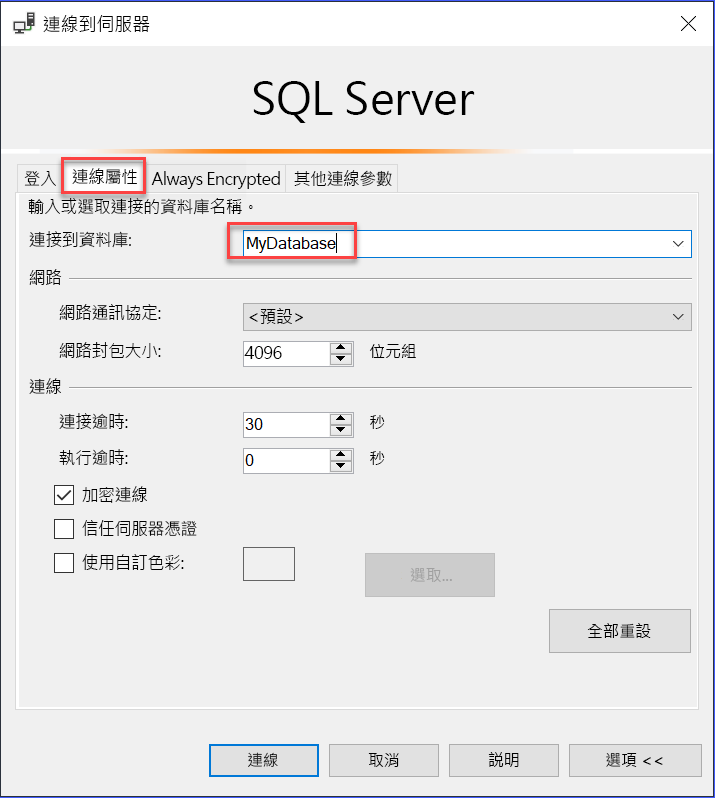 連線到伺服器
SQL Server
登入 連線屬性 Always Encrypted 其他連線參數
輸入或選取連接的資料庫名稱。
連接到資料庫: MyDatabase
網路
網路通訊協定: <預設>
網路封包大小: 4096 位元組
連線
連接逾時: 30 秒
執行逾時: 0 秒
加密連線
信任伺服器憑證
使用自訂色彩: 選取...
全部重設
連線 取消 說明 選項 <<